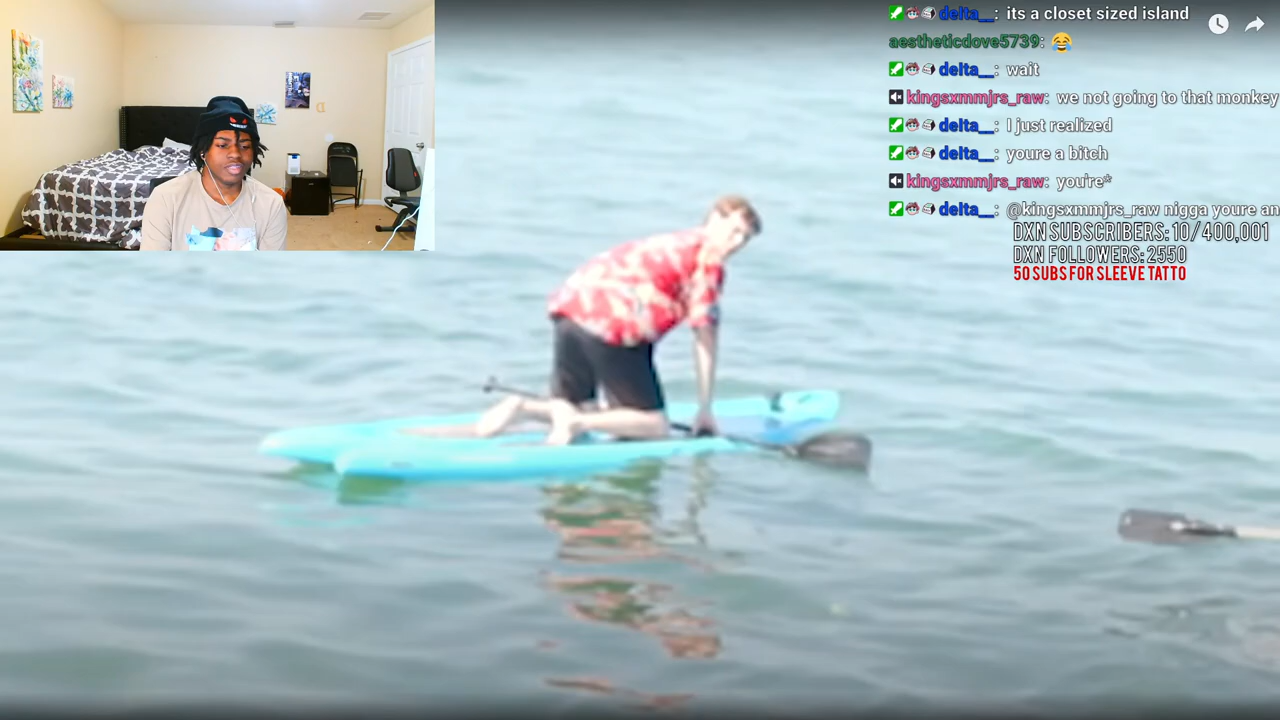 delta__: its a closet sized island
aestheticdove5739: 😂
delta__: wait
kingsxmmjrs_raw: we not going to that monkey
delta__: I just realized
delta__: youre a bitch
kingsxmmjrs_raw: you're*
delta__: @kingsxmmjrs_raw nigga youre an
DXN SUBSCRIBERS: 10/400,001
DXN FOLLOWERS: 2550
50 SUBS FOR SLEEVE TATTO